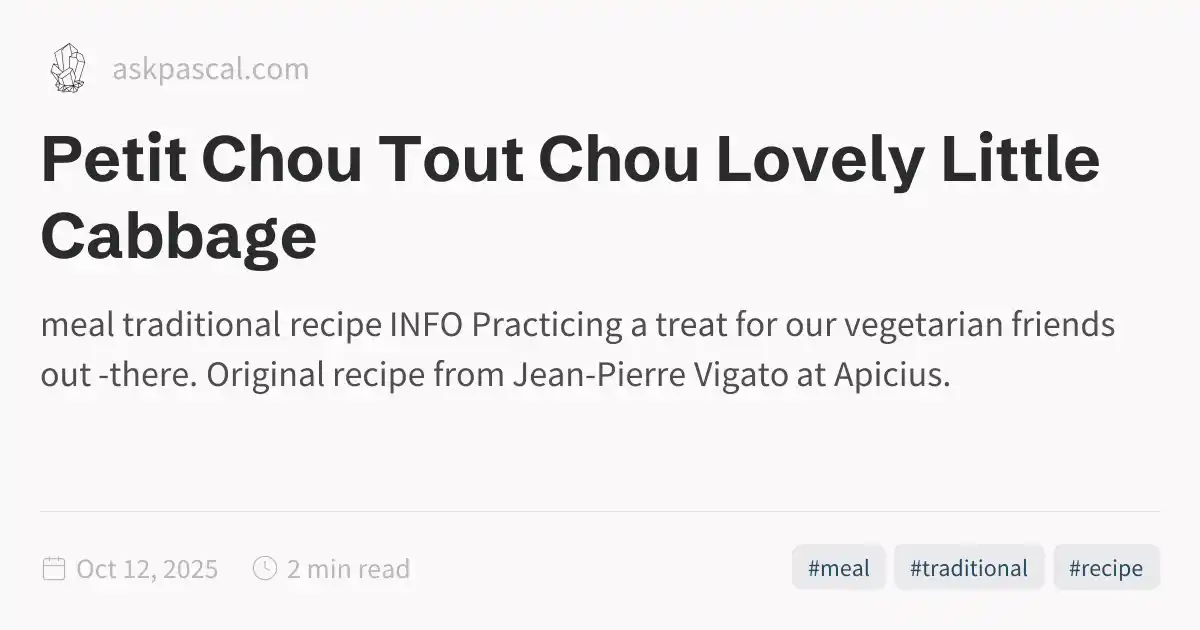 askpascal.com
Petit Chou Tout Chou Lovely Little
Cabbage
meal traditional recipe INFO Practicing a treat for our vegetarian friends
out -there. Original recipe from Jean-Pierre Vigato at Apicius.
Oct 12, 2025 2 min read #meal #traditional #recipe